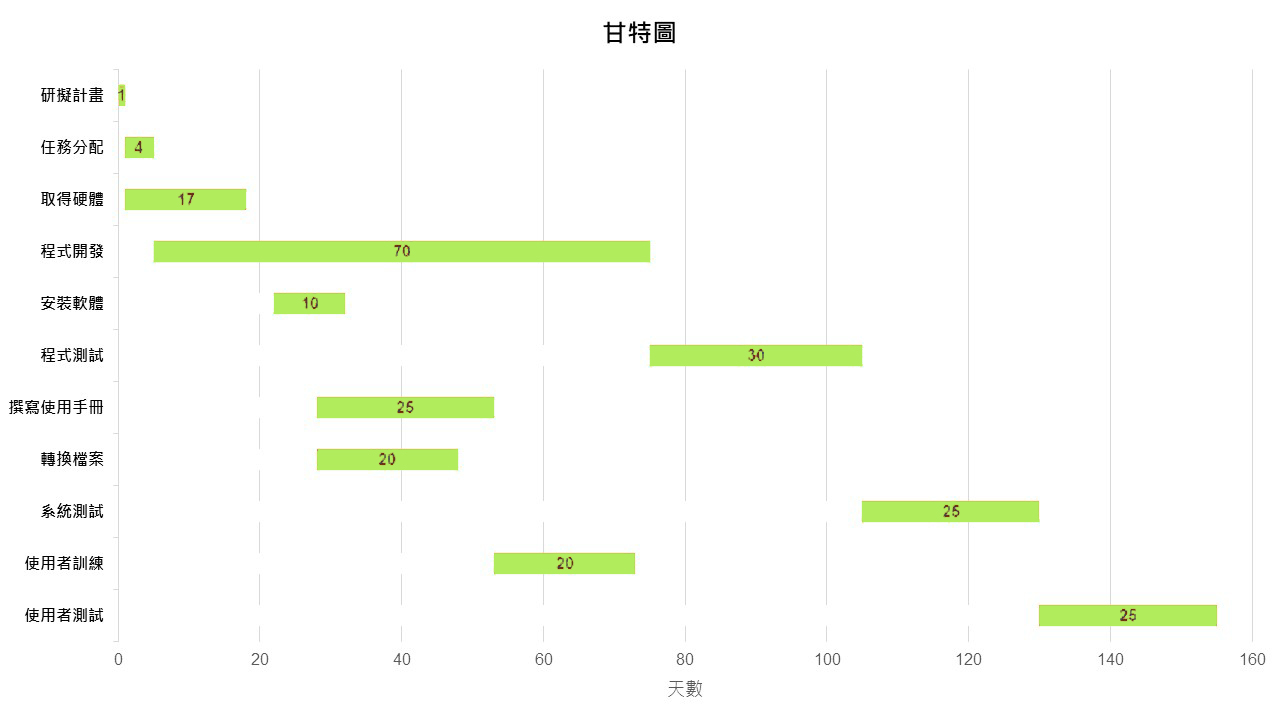 甘特圖
研擬計畫 1
任務分配 4
取得硬體 17
程式開發 70
安裝軟體 10
程式測試 30
撰寫使用手冊 25
轉換檔案 20
系統測試 25
使用者訓練 20
使用者測試 25
0 20 40 60 80 100 120 140 160
天數